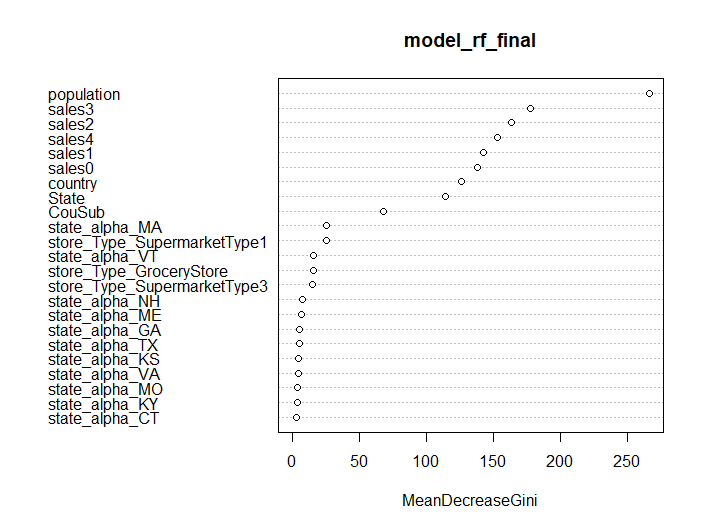 model_rf_final
population
sales3
sales2
sales4
sales1
sales0
country
State
CouSub
state_alpha_MA
store_Type_SupermarketType1
state_alpha_VT
store_Type_GroceryStore
store_Type_SupermarketType3
state_alpha_NH
state_alpha_ME
state_alpha_GA
state_alpha_TX
state_alpha_KS
state_alpha_VA
state_alpha_MO
state_alpha_KY
state_alpha_CT
0 50 100 150 200 250
MeanDecreaseGini